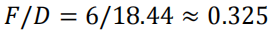 F/D = 6/18.44 ≈ 0.325